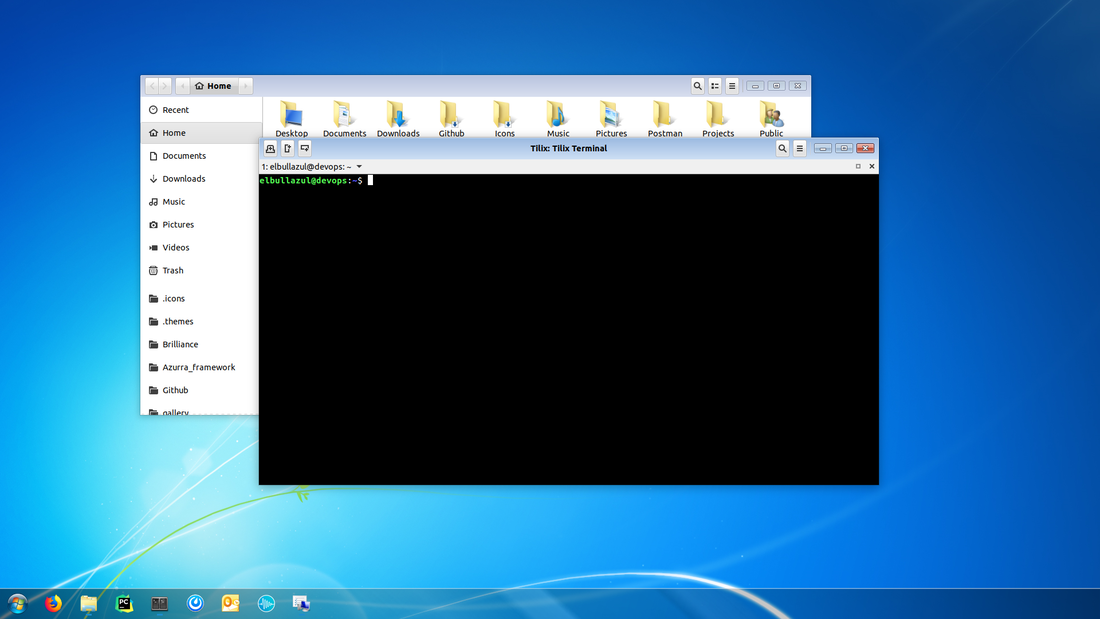 Home
Recent
Home
Documents
Downloads
Music
Pictures
Videos
Trash
.icons
.themes
Brilliance
Azurra_framework
Github
gallery
Desktop
Documents
Downloads
Github
Icons
Music
Pictures
Postman
Projects
Public
Tilix: Tilix Terminal
1: elbullazul@devops: ~
elbullazul@devops:~$
PC